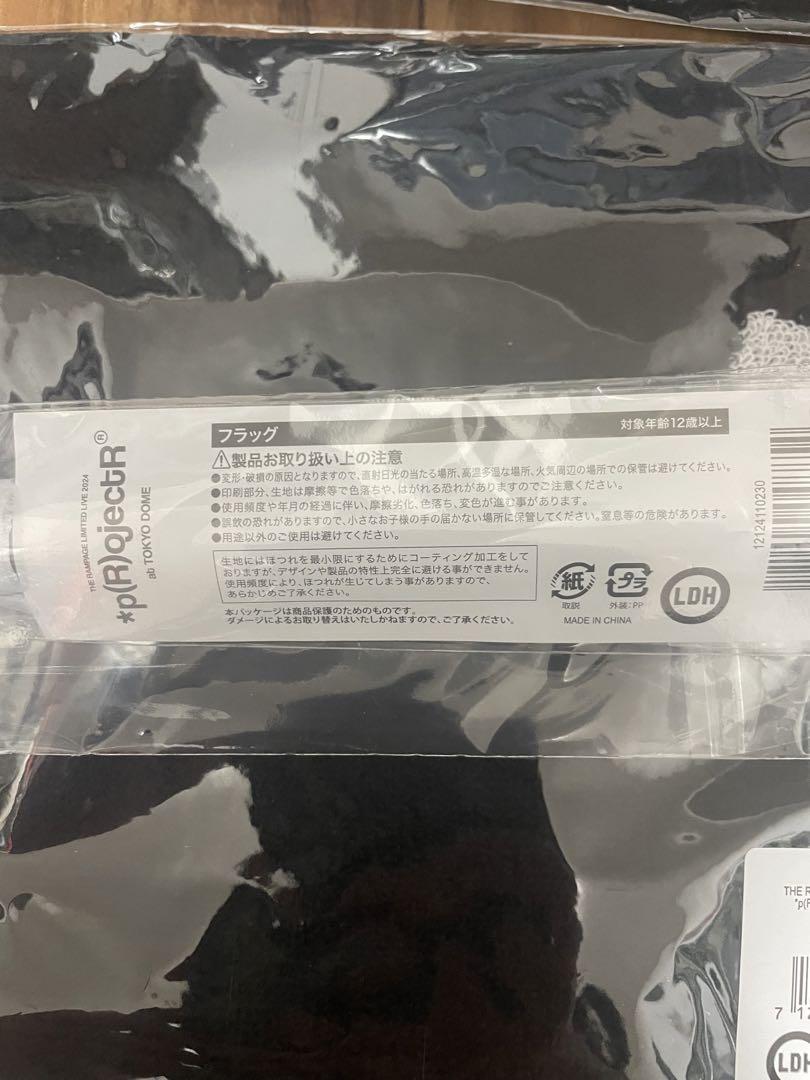 THE RAMPAGE LIMITED LIVE 2024
*p(R)ojectR®
at TOKYO DOME
フラッグ
対象年齢12歳以上
製品お取り扱い上の注意
●変形・破損の原因となりますので、直射日光の当たる場所、高温多湿な場所、火気周辺の場所での保管は避けてください。
●印刷部分、生地は摩擦等で色落ちや、はがれる恐れがありますのでご注意ください。
●使用頻度や年月の経過に伴い、摩擦劣化、色落ち、変色が進む事があります。
●誤飲の恐れがありますので、小さなお子様の手の届かない場所に保管してください。窒息等の危険があります。
●用途以外のご使用は避けてください。
生地にはほつれを最小限にするためにコーティング加工をして
おりますが、デザインや製品の特性上完全に避ける事ができません。
使用頻度により、ほつれが生じてしまう事がありますので、
あらかじめご了承ください。
本パッケージは商品保護のためのものです。
ダメージによるお取り替えはいたしかねますので、ご了承ください。
紙
取説
プラ
外装:PP
MADE IN CHINA
LDH
12124110230
THE R
*p(R
7 12
LDH